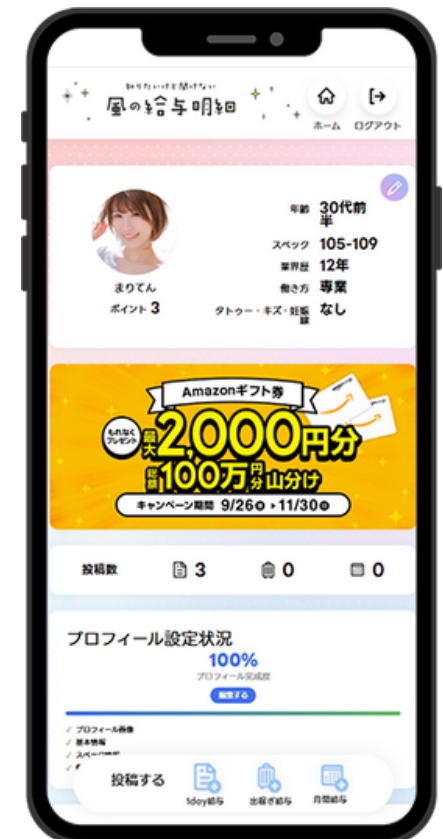 知りたいけど聞けない
風の給与明細
ホーム
ログアウト
まりてん
ポイント 3
年齢 30代前半
スペック 105-109
業界歴 12年
働き方 専業
タトゥー・キズ・妊娠線 なし
Amazonギフト券
もれなく
プレゼント
最大2,000円分
総額100万円分山分け
キャンペーン期間 9/26 11/30
投稿数 3 0 0
プロフィール設定状況
100%
プロフィール完成度
編集する
✓ プロフィール画像
✓ 基本情報
投稿する
1day給与
出稼ぎ給与
月間給与